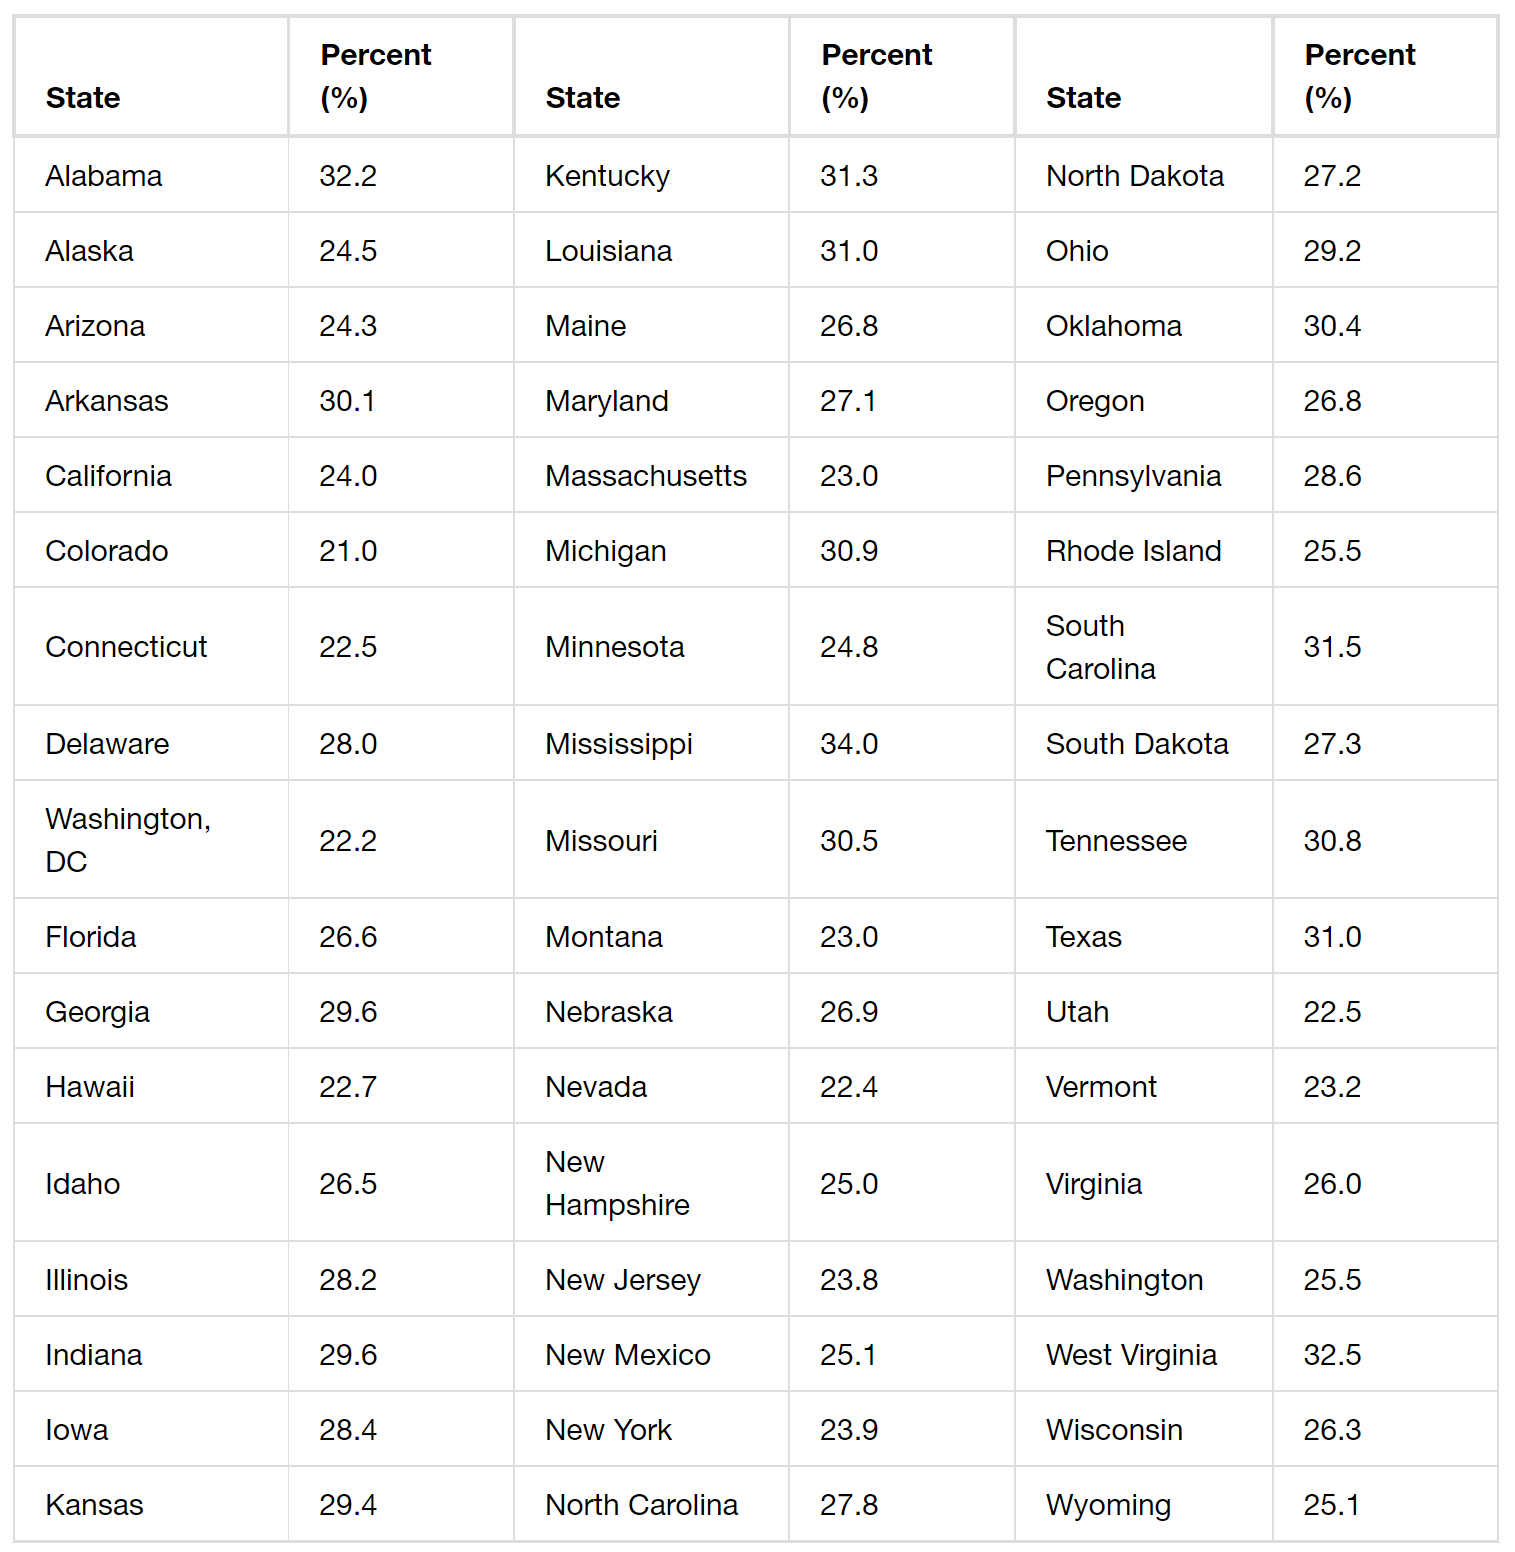 State Percent (%) State Percent (%) State Percent (%)
Alabama 32.2 Kentucky 31.3 North Dakota 27.2
Alaska 24.5 Louisiana 31.0 Ohio 29.2
Arizona 24.3 Maine 26.8 Oklahoma 30.4
Arkansas 30.1 Maryland 27.1 Oregon 26.8
California 24.0 Massachusetts 23.0 Pennsylvania 28.6
Colorado 21.0 Michigan 30.9 Rhode Island 25.5
Connecticut 22.5 Minnesota 24.8 South Carolina 31.5
Delaware 28.0 Mississippi 34.0 South Dakota 27.3
Washington, DC 22.2 Missouri 30.5 Tennessee 30.8
Florida 26.6 Montana 23.0 Texas 31.0
Georgia 29.6 Nebraska 26.9 Utah 22.5
Hawaii 22.7 Nevada 22.4 Vermont 23.2
Idaho 26.5 New Hampshire 25.0 Virginia 26.0
Illinois 28.2 New Jersey 23.8 Washington 25.5
Indiana 29.6 New Mexico 25.1 West Virginia 32.5
Iowa 28.4 New York 23.9 Wisconsin 26.3
Kansas 29.4 North Carolina 27.8 Wyoming 25.1